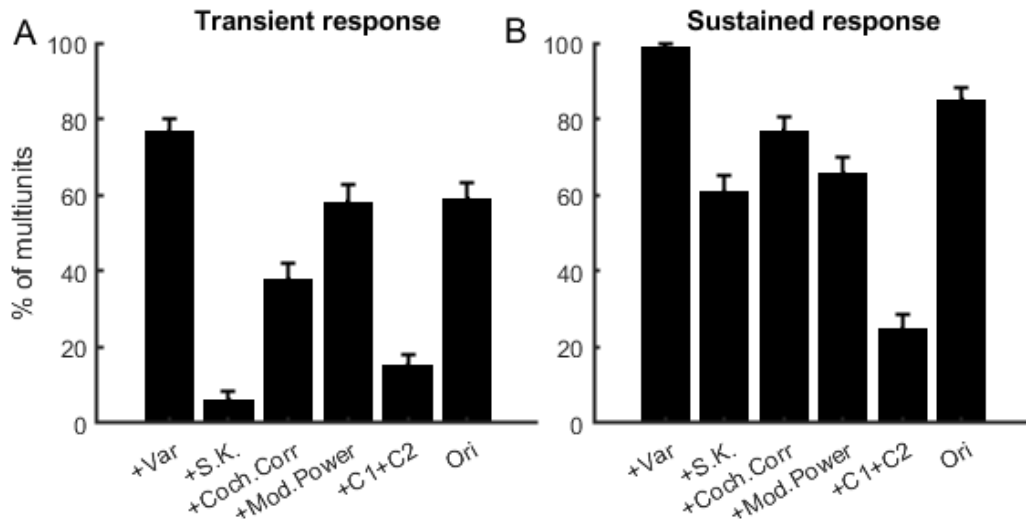 A
Transient response
% of multiunits
100
80
60
40
20
0
+Var
+S.K.
+Coch.Corr
+Mod.Power
+C1+C2
Ori
B
Sustained response
100
80
60
40
20
0
+Var
+S.K.
+Coch.Corr
+Mod.Power
+C1+C2
Ori